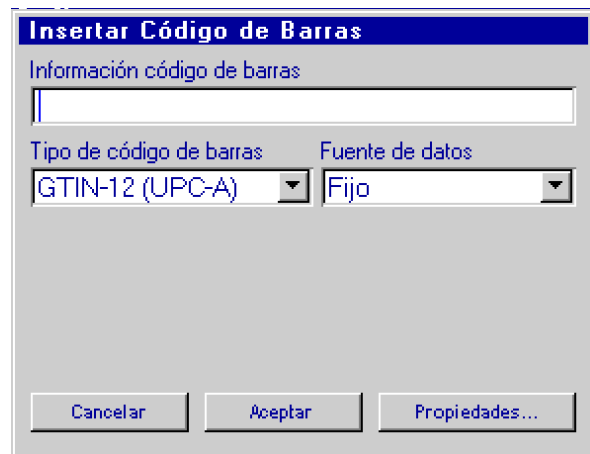 Insertar Código de Barras
Información código de barras
Tipo de código de barras Fuente de datos
GTIN-12 (UPC-A) Fijo
Cancelar Aceptar Propiedades...